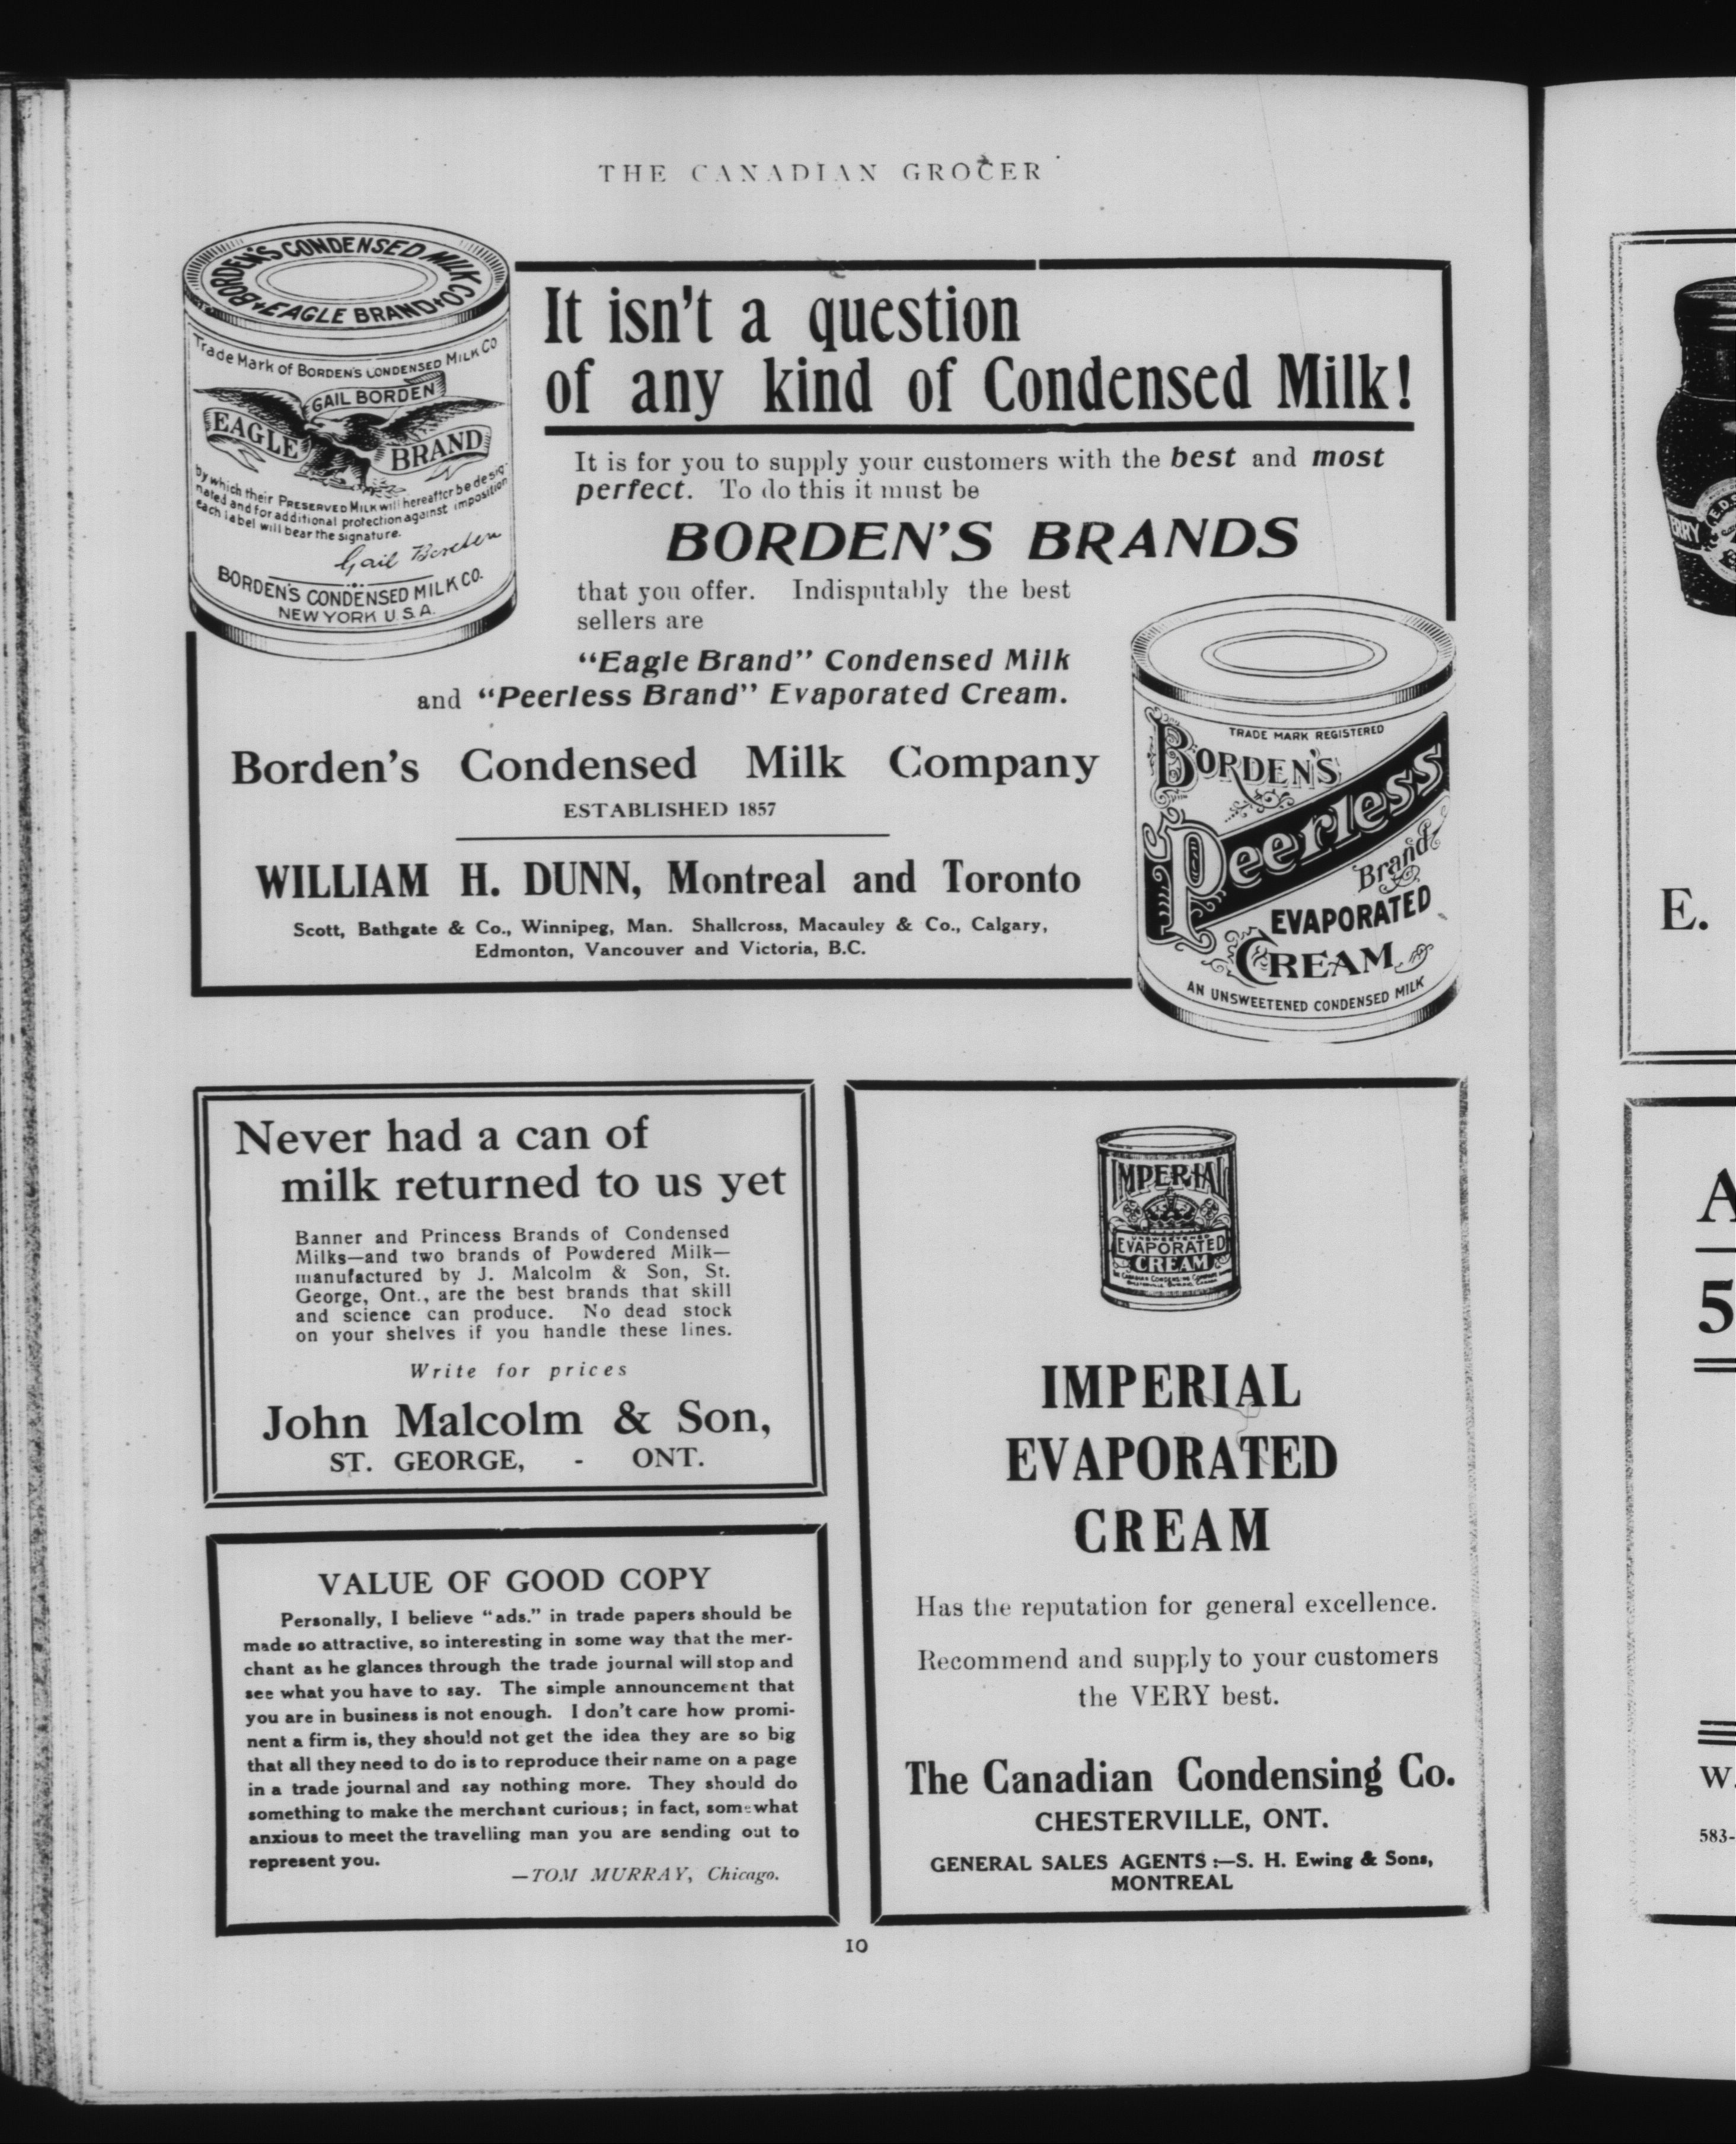 THE CANADIAN GROCER
BORDEN'S CONDENSED MILK CO
EAGLE BRAND
Trade Mark of BORDEN'S CONDENSED MILK CO
GAIL BORDEN
EAGLE BRAND
by which their PRESERVED MILK will hereafter be desig-
nated and for additional protection against imposition
each label will bear the signature.
Gail Borden
BORDEN'S CONDENSED MILK CO.
NEW YORK U.S.A.
It isn't a question
of any kind of Condensed Milk!
It is for you to supply your customers with the best and most
perfect. To do this it must be
BORDEN'S BRANDS
that you offer. Indisputably the best
sellers are
“Eagle Brand” Condensed Milk
and “Peerless Brand” Evaporated Cream.
Borden's Condensed Milk Company
ESTABLISHED 1857
WILLIAM H. DUNN, Montreal and Toronto
Scott, Bathgate & Co., Winnipeg, Man. Shallcross, Macauley & Co., Calgary,
Edmonton, Vancouver and Victoria, B.C.
TRADE MARK REGISTERED
BORDEN'S
Peerless
Brand
EVAPORATED
CREAM
AN UNSWEETENED CONDENSED MILK
Never had a can of
milk returned to us yet
Banner and Princess Brands of Condensed
Milks—and two brands of Powdered Milk—
manufactured by J. Malcolm & Son, St.
George, Ont., are the best brands that skill
and science can produce. No dead stock
on your shelves if you handle these lines.
Write for prices
John Malcolm & Son,
ST. GEORGE, - ONT.
VALUE OF GOOD COPY
Personally, I believe “ads.” in trade papers should be
made so attractive, so interesting in some way that the mer-
chant as he glances through the trade journal will stop and
see what you have to say. The simple announcement that
you are in business is not enough. I don't care how promi-
nent a firm is, they should not get the idea they are so big
that all they need to do is to reproduce their name on a page
in a trade journal and say nothing more. They should do
something to make the merchant curious; in fact, somewhat
anxious to meet the travelling man you are sending out to
represent you.
—TOM MURRAY, Chicago.
IMPERIAL
EVAPORATED
CREAM
IMPERIAL
EVAPORATED
CREAM
Has the reputation for general excellence.
Recommend and supply to your customers
the VERY best.
The Canadian Condensing Co.
CHESTERVILLE, ONT.
GENERAL SALES AGENTS:—S. H. Ewing & Sons,
MONTREAL
10
E.
A
5
W.
583-